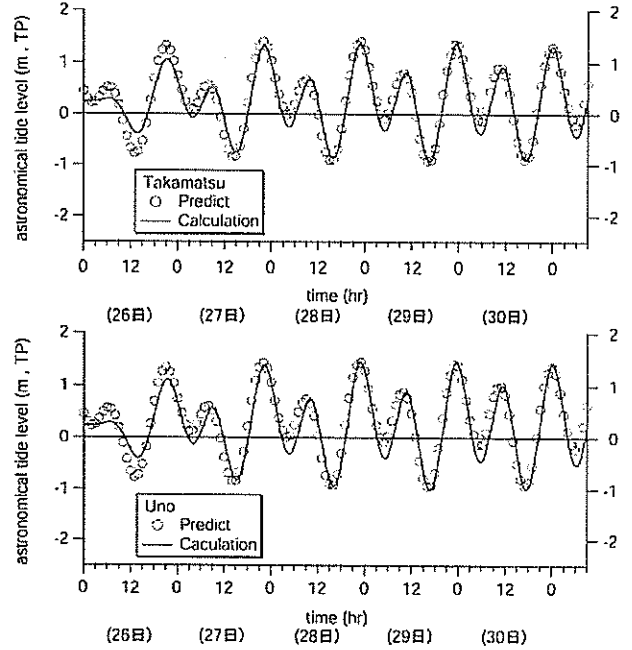 2
2
1
1
0
0
-1
-1
-2
-2
astronomical tide level (m , TP)
Takamatsu
Predict
Calculation
0 12 0 12 0 12 0 12 0 12 0
time (hr)
(26日) (27日) (28日) (29日) (30日)
2
2
1
1
0
0
-1
-1
-2
-2
astronomical tide level (m , TP)
Uno
Predict
Caculation
0 12 0 12 0 12 0 12 0 12 0
time (hr)
(26日) (27日) (28日) (29日) (30日)